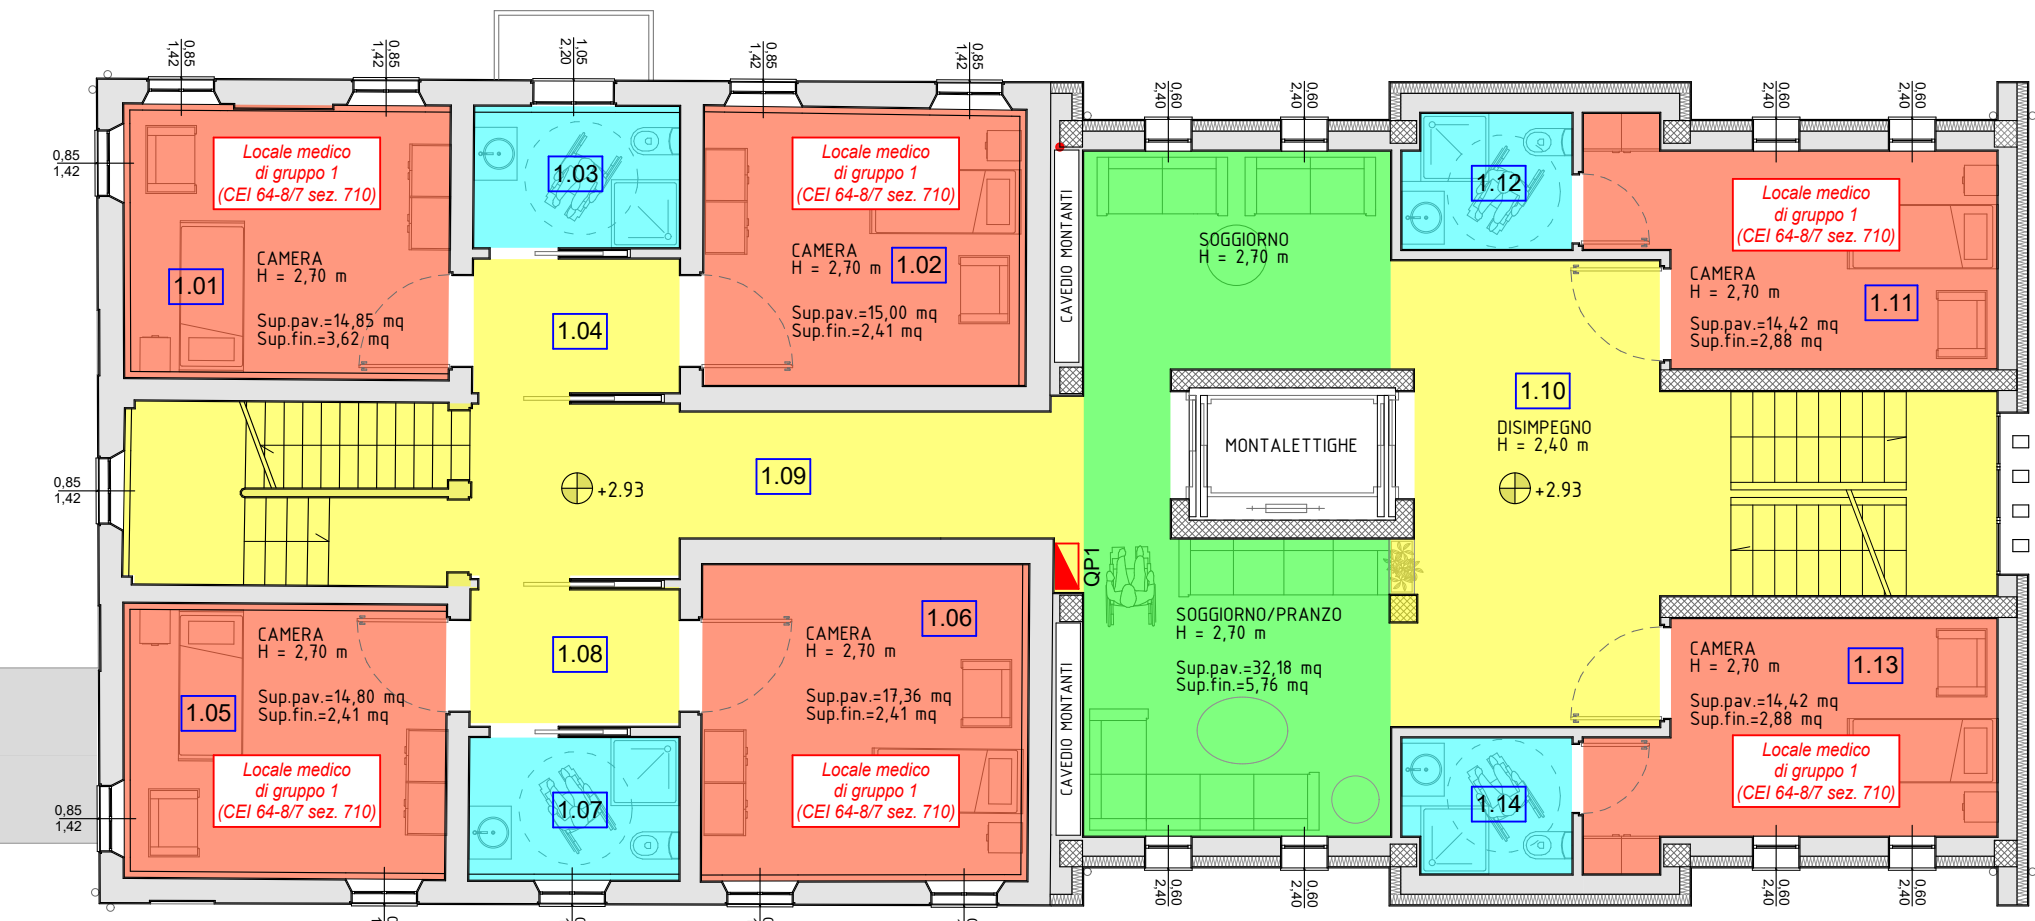 0,85
1,42
0,85
1,42
1,05
2,20
0,85
1,42
0,85
1,42
0,60
2,40
0,60
2,40
0,60
2,40
0,60
2,40
0,85
1,42
Locale medico
di gruppo 1
(CEI 64-8/7 sez. 710)
1.01
CAMERA
H = 2,70 m
Sup.pav.=14,85 mq
Sup.fin.=3,62 mq
1.03
1.04
Locale medico
di gruppo 1
(CEI 64-8/7 sez. 710)
CAMERA
H = 2,70 m
1.02
Sup.pav.=15,00 mq
Sup.fin.=2,41 mq
CAVEDIO MONTANTI
SOGGIORNO
H = 2,70 m
1.12
Locale medico
di gruppo 1
(CEI 64-8/7 sez. 710)
CAMERA
H = 2,70 m
1.11
Sup.pav.=14,42 mq
Sup.fin.=2,88 mq
0,85
1,42
+2.93
1.09
MONTALETTIGHE
1.10
DISIMPEGNO
H = 2,40 m
+2.93
QP1
CAMERA
H = 2,70 m
Sup.pav.=14,80 mq
Sup.fin.=2,41 mq
1.05
Locale medico
di gruppo 1
(CEI 64-8/7 sez. 710)
1.08
1.07
1.06
CAMERA
H = 2,70 m
Sup.pav.=17,36 mq
Sup.fin.=2,41 mq
Locale medico
di gruppo 1
(CEI 64-8/7 sez. 710)
CAVEDIO MONTANTI
SOGGIORNO/PRANZO
H = 2,70 m
Sup.pav.=32,18 mq
Sup.fin.=5,76 mq
CAMERA
H = 2,70 m
1.13
Sup.pav.=14,42 mq
Sup.fin.=2,88 mq
Locale medico
di gruppo 1
(CEI 64-8/7 sez. 710)
1.14
0,85
1,42
0,60
2,40
0,60
2,40
0,60
2,40
0,60
2,40